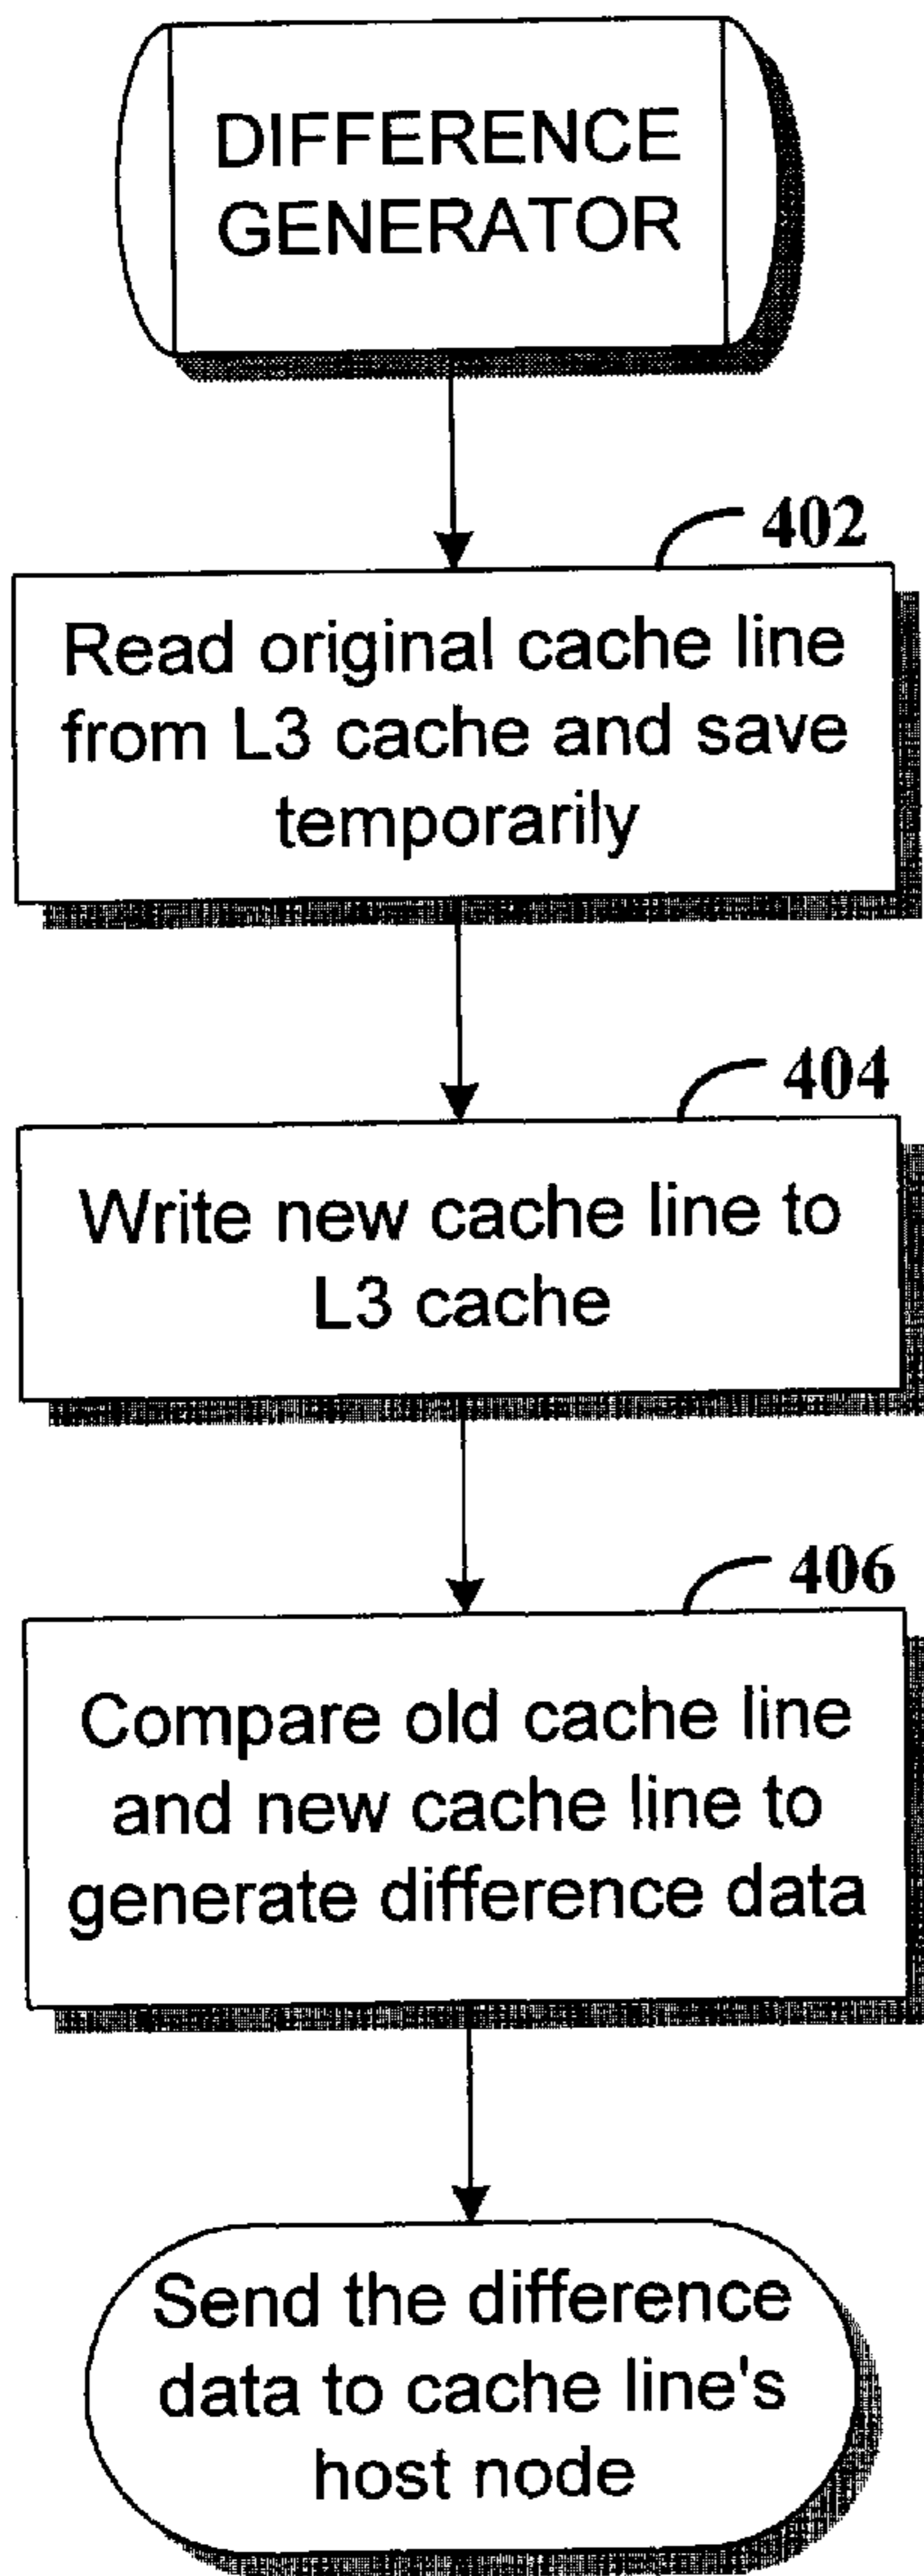 DIFFERENCE
GENERATOR
402
Read original cache line
from L3 cache and save
temporarily
404
Write new cache line to
L3 cache
406
Compare old cache line
and new cache line to
generate difference data
Send the difference
data to cache line's
host node